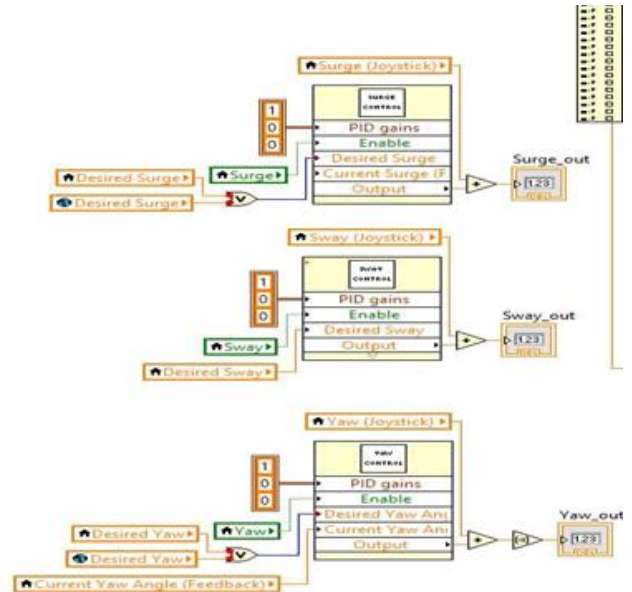 Surge (Joystick)
SURGE
CONTROL
1
0
0
PID gains
Enable
Desired Surge
Current Surge (F
Output
Desired Surge
Surge
Desired Surge
Surge_out
1.23
Sway (Joystick)
SWAY
CONTROL
1
0
0
PID gains
Enable
Desired Sway
Output
Sway
Desired Sway
Sway_out
1.23
Yaw (Joystick)
YAW
CONTROL
1
0
0
PID gains
Enable
Desired Yaw Ang
Current Yaw An
Output
Desired Yaw
Yaw
Desired Yaw
Current Yaw Angle (Feedback)
Yaw_out
1.23